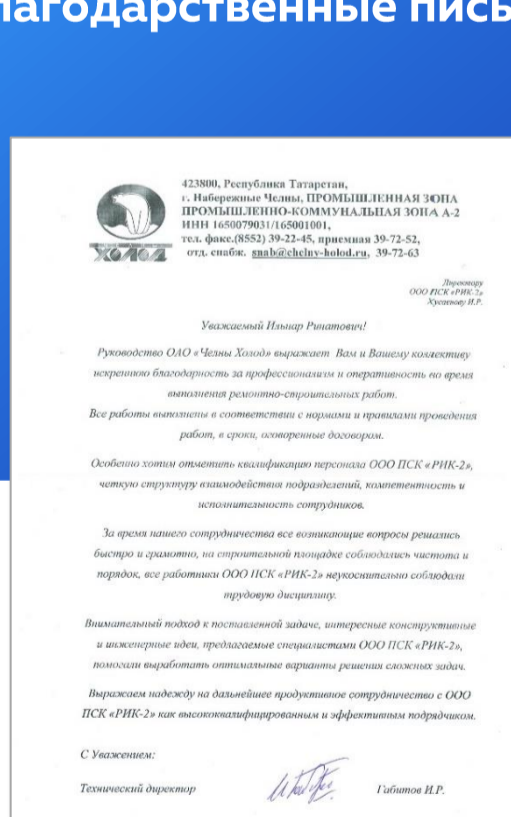 лагодарственные пись
423800, Республика Татарстан,
г. Набережные Челны, ПРОМЫШЛЕННАЯ ЗОНА
ПРОМЫШЛЕННО-КОММУНАЛЬНАЯ ЗОНА А-2
ИНН 1650079031/165001001,
тел. факс.(8552) 39-22-45, приемная 39-72-52,
отд. снабж. snab@chelny-holod.ru, 39-72-63
ХОЛОД
Директору
ООО ПСК «РИК-2»
Хусаенову И.Р.
Уважаемый Ильнар Ринатович!
Руководство ОАО «Челны Холод» выражает Вам и Вашему коллективу
искреннюю благодарность за профессионализм и оперативность во время
выполнения ремонтно-строительных работ.
Все работы выполнены в соответствии с нормами и правилами проведения
работ, в сроки, оговоренные договором.
Особенно хотим отметить квалификацию персонала ООО ПСК «РИК-2»,
четкую структуру взаимодействия подразделений, компетентность и
исполнительность сотрудников.
За время нашего сотрудничества все возникающие вопросы решались
быстро и грамотно, на строительной площадке соблюдались чистота и
порядок, все работники ООО ПСК «РИК-2» неукоснительно соблюдали
трудовую дисциплину.
Внимательный подход к поставленной задаче, интересные конструктивные
и инженерные идеи, предлагаемые специалистами ООО ПСК «РИК-2»,
помогали выработать оптимальные варианты решения сложных задач.
Выражаем надежду на дальнейшее продуктивное сотрудничество с ООО
ПСК «РИК-2» как высококвалифицированным и эффективным подрядчиком.
С Уважением:
Технический директор Габитов И.Р.